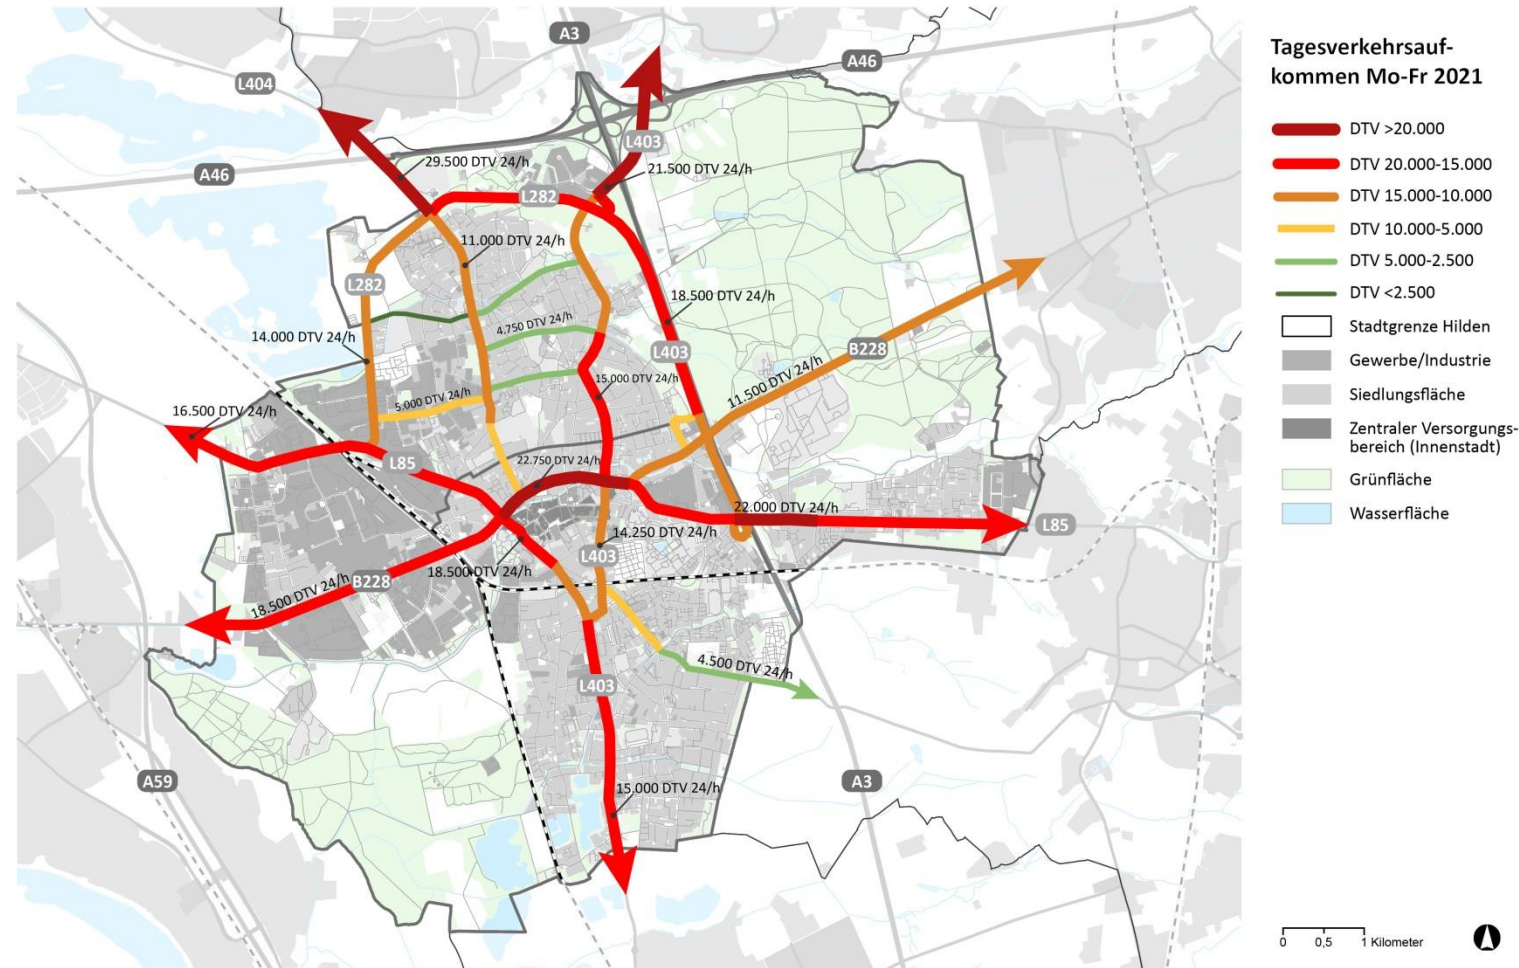 A3
A46
L404
L403
29.500 DTV 24/h
21.500 DTV 24/h
A46
L282
11.000 DTV 24/h
L282
18.500 DTV 24/h
4.750 DTV 24/h
14.000 DTV 24/h
L403
B228
15.000 DTV 24/h
11.500 DTV 24/h
5.000 DTV 24/h
16.500 DTV 24/h
L85
22.750 DTV 24/h
22.000 DTV 24/h
L85
14.250 DTV 24/h
L403
18.500 DTV 24/h
B228
18.500 DTV 24/h
4.500 DTV 24/h
L403
A59
A3
15.000 DTV 24/h
Tagesverkehrsauf-
kommen Mo-Fr 2021
DTV >20.000
DTV 20.000-15.000
DTV 15.000-10.000
DTV 10.000-5.000
DTV 5.000-2.500
DTV <2.500
Stadtgrenze Hilden
Gewerbe/Industrie
Siedlungsfläche
Zentraler Versorgungs-
bereich (Innenstadt)
Grünfläche
Wasserfläche
0 0,5 1 Kilometer